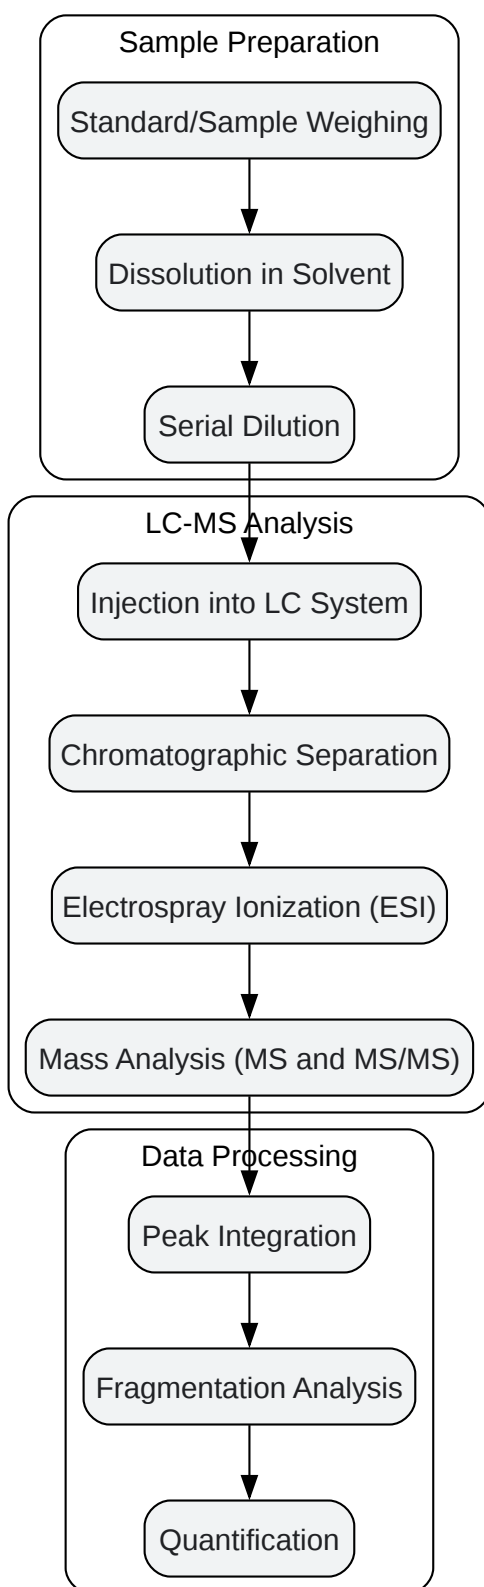 Sample Preparation
Standard/Sample Weighing
Dissolution in Solvent
Serial Dilution
LC-MS Analysis
Injection into LC System
Chromatographic Separation
Electrospray Ionization (ESI)
Mass Analysis (MS and MS/MS)
Data Processing
Peak Integration
Fragmentation Analysis
Quantification